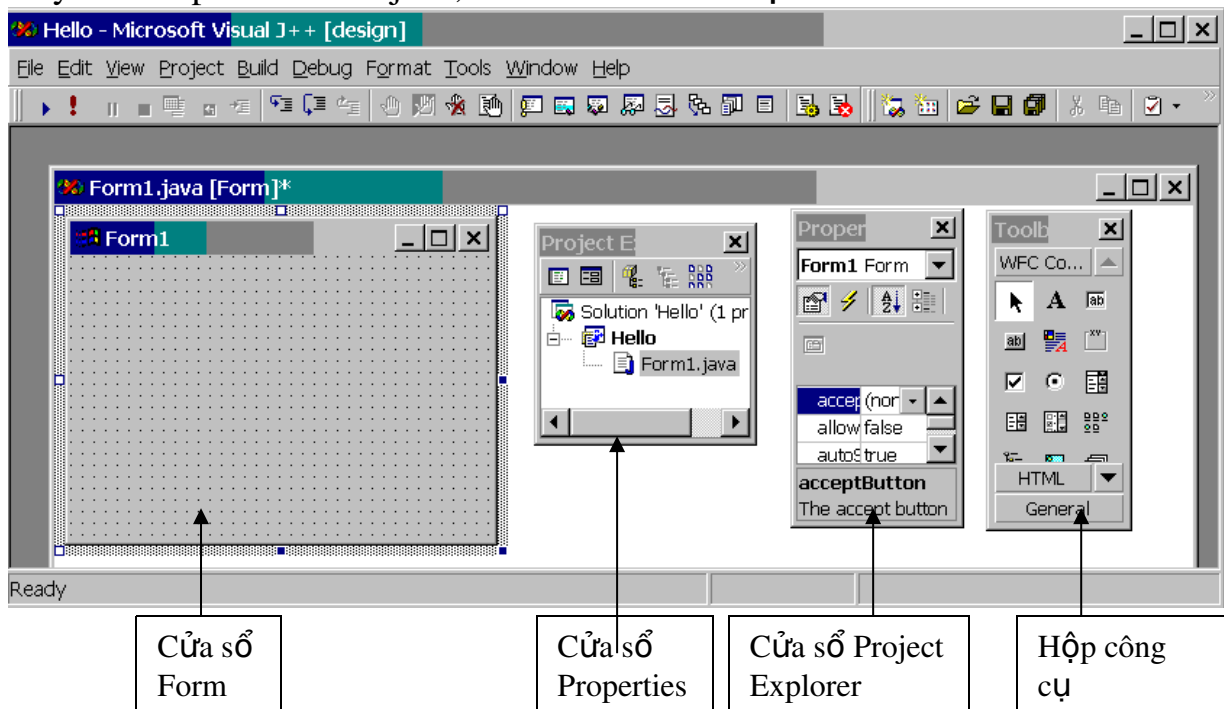 Hello - Microsoft Visual J++ [design]
File Edit View Project Build Debug Format Tools Window Help
Form1.java [Form]*
Form1
Project E
Solution 'Hello' (1 pr
Hello
Form1.java
Proper
Form1 Form
accep (nor
allow false
autoS true
acceptButton
The accept button
Toolb
WFC Co...
HTML
General
Ready
Cửa sổ
Form
Cửa sổ
Properties
Cửa sổ Project
Explorer
Hộp công
cụ